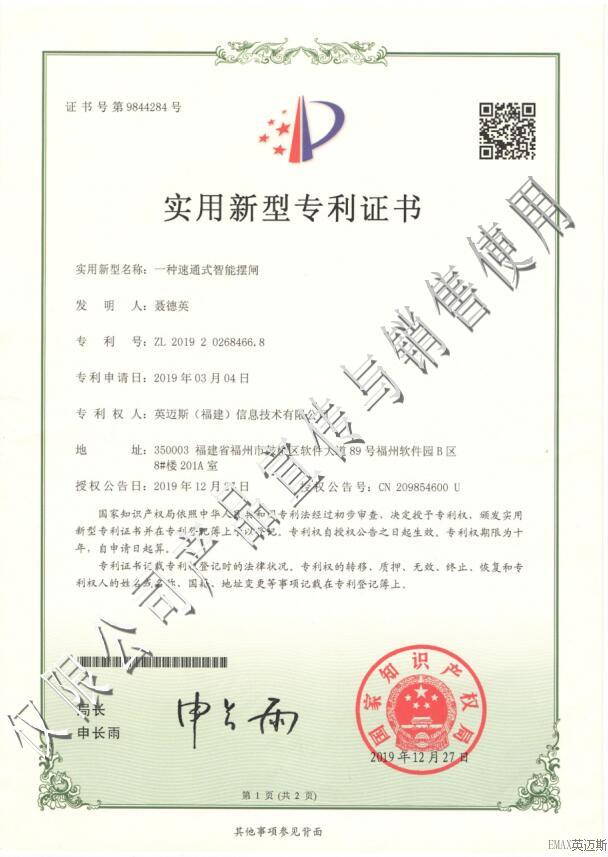 证书号第9844284号
实用新型专利证书
实用新型名称：一种速通式智能摆闸
发 明 人：聂德英
专 利 号：ZL 2019 2 0268466.8
专利申请日：2019年03月04日
专 利 权 人：英迈斯（福建）信息技术有限公司
地 址：350003 福建省福州市鼓楼区软件大道89号福州软件园B区
8#楼201A室
授权公告日：2019年12月27日 授权公告号：CN 209854600 U
国家知识产权局依照中华人民共和国专利法经过初步审查，决定授予专利权，颁发实用
新型专利证书并在专利登记簿上予以登记。专利权自授权公告之日起生效。专利权期限为十
年，自申请日起算。
专利证书记载专利权登记时的法律状况。专利权的转移、质押、无效、终止、恢复和专
利权人的姓名或名称、国籍、地址变更等事项记载在专利登记簿上。
仅限公司产品宣传与销售使用
局长
申长雨
申长雨
国家知识产权局
2019年12月27日
第1页(共2页)
其他事项参见背面
EMAX英迈斯